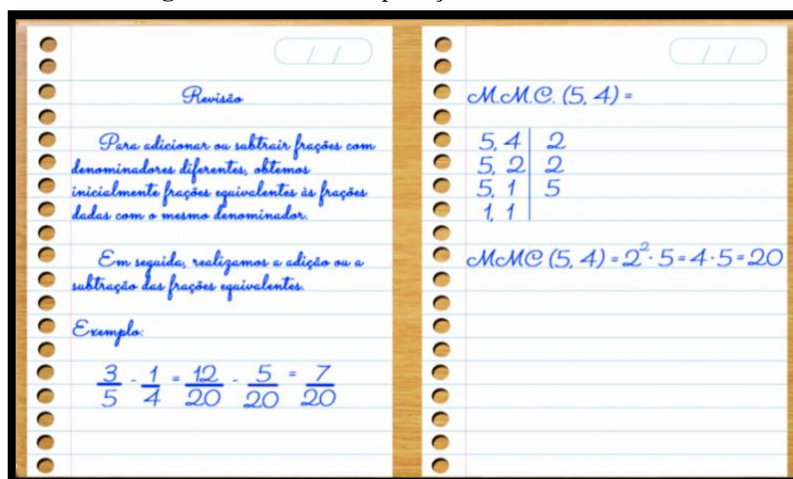 Revisão
Para adicionar ou subtrair frações com
denominadores diferentes, obtemos
inicialmente frações equivalentes às frações
dadas com o mesmo denominador.
Em seguida, realizamos a adição ou a
subtração das frações equivalentes.
Exemplo:
3/5 - 1/4 = 12/20 - 5/20 = 7/20
M.M.C. (5, 4) =
5, 4 | 2
5, 2 | 2
5, 1 | 5
1, 1 |
MMC (5, 4) = 2² · 5 = 4 · 5 = 20